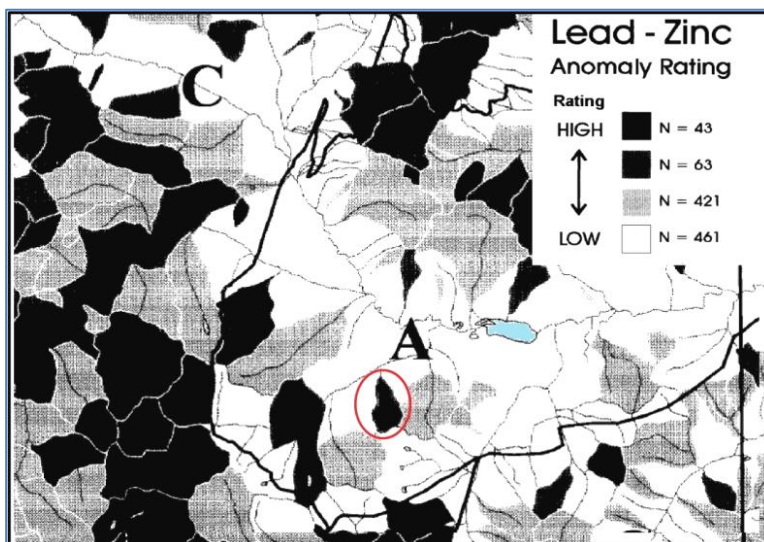 Lead - Zinc
Anomaly Rating
Rating
HIGH
N = 43
N = 63
N = 421
LOW
N = 461
C
A